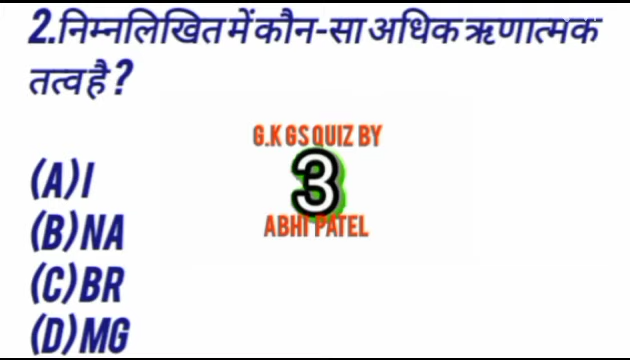 2.निम्नलिखित में कौन-सा अधिक ऋणात्मक
तत्व है ?
G.K GS QUIZ BY
3
ABHI PATEL
(A) I
(B) NA
(C) BR
(D) MG